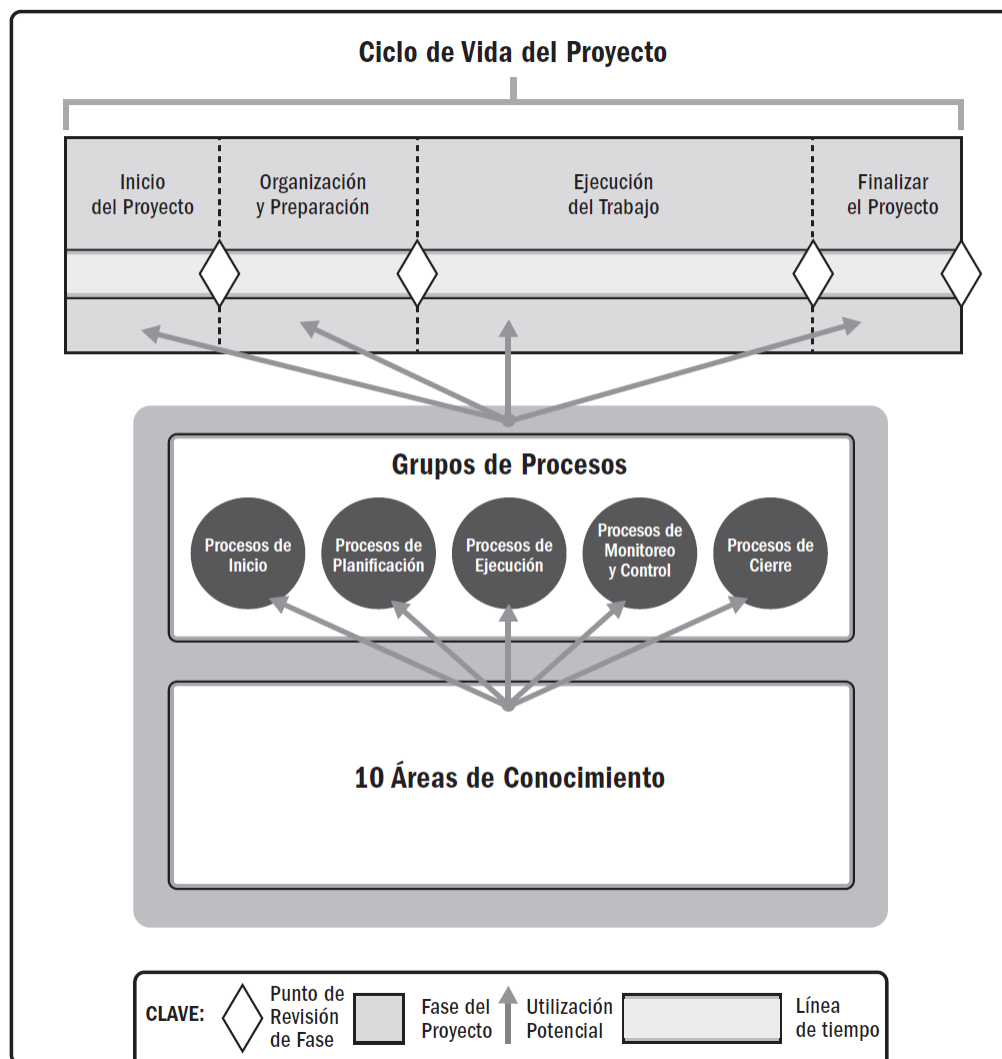 Ciclo de Vida del Proyecto
Inicio
del Proyecto
Organización
y Preparación
Ejecución
del Trabajo
Finalizar
el Proyecto
Grupos de Procesos
Procesos de
Inicio
Procesos de
Planificación
Procesos de
Ejecución
Procesos de
Monitoreo
y Control
Procesos de
Cierre
10 Áreas de Conocimiento
CLAVE:
Punto de
Revisión
de Fase
Fase del
Proyecto
Utilización
Potencial
Línea
de tiempo